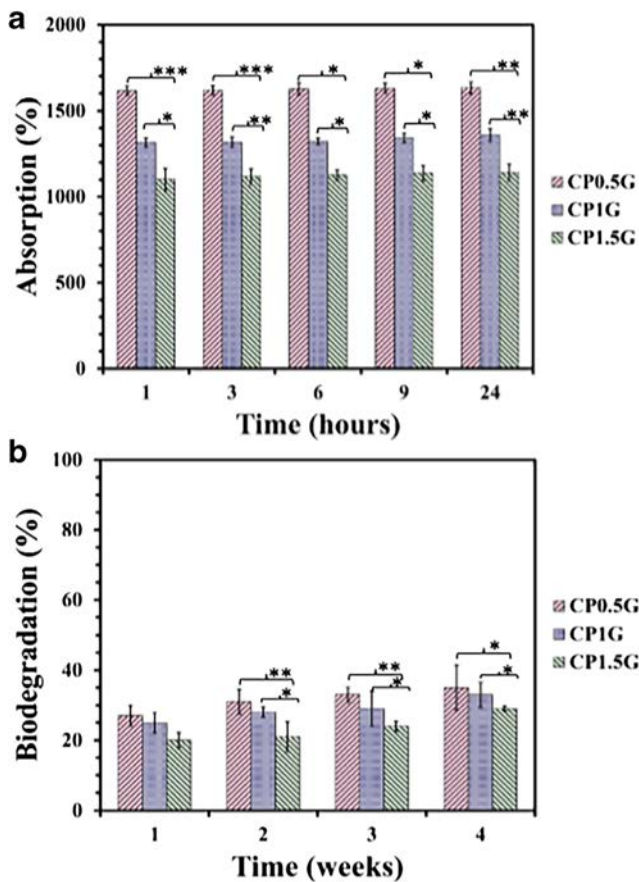 a
2000
1500
1000
500
0
Absorption (%)
*** *** * * **
* ** * * **
1 3 6 9 24
Time (hours)
CP0.5G
CP1G
CP1.5G
b
100
80
60
40
20
0
Biodegradation (%)
** ** *
* * *
1 2 3 4
Time (weeks)
CP0.5G
CP1G
CP1.5G